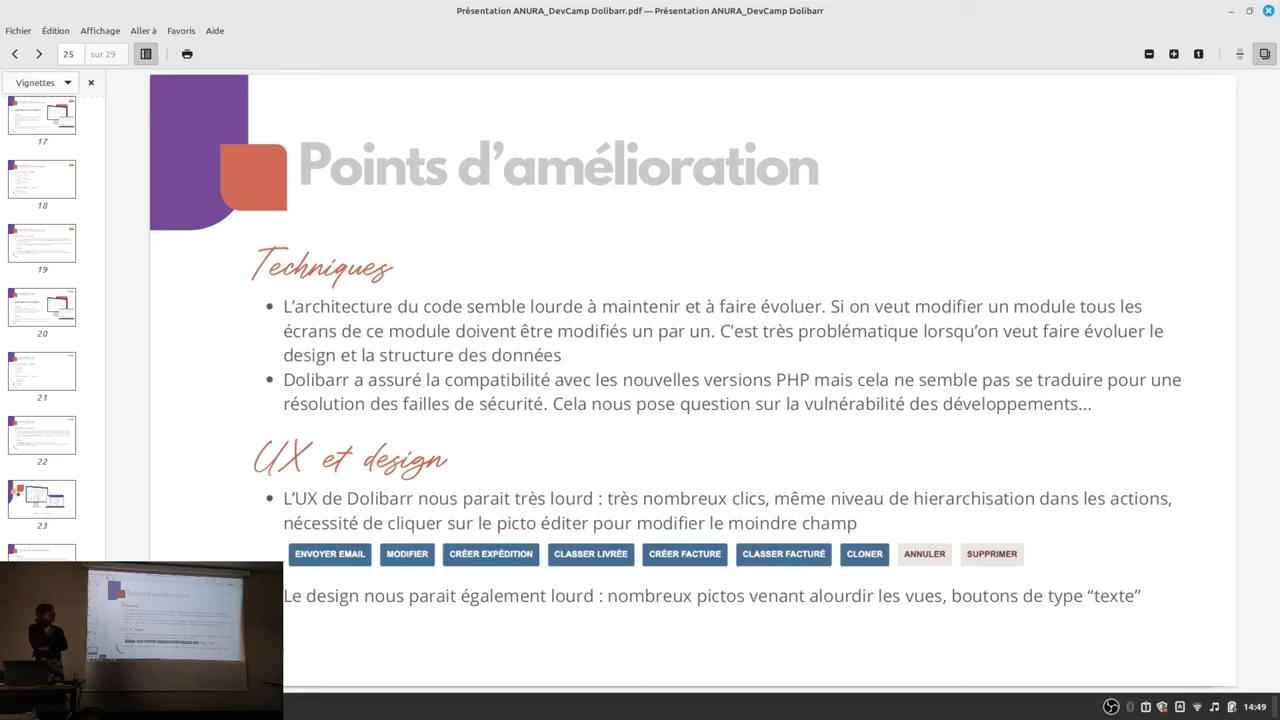 Présentation ANURA_DevCamp Dolibarr.pdf — Présentation ANURA_DevCamp Dolibarr
Fichier Édition Affichage Aller à Favoris Aide
25 sur 29
Vignettes
17
18
19
20
21
22
23
Points d’amélioration
Techniques
• L’architecture du code semble lourde à maintenir et à faire évoluer. Si on veut modifier un module tous les
écrans de ce module doivent être modifiés un par un. C’est très problématique lorsqu’on veut faire évoluer le
design et la structure des données
• Dolibarr a assuré la compatibilité avec les nouvelles versions PHP mais cela ne semble pas se traduire pour une
résolution des failles de sécurité. Cela nous pose question sur la vulnérabilité des développements...
UX et design
• L’UX de Dolibarr nous parait très lourd : très nombreux clics, même niveau de hierarchisation dans les actions,
nécessité de cliquer sur le picto éditer pour modifier le moindre champ
ENVOYER EMAIL MODIFIER CRÉER EXPÉDITION CLASSER LIVRÉE CRÉER FACTURE CLASSER FACTURÉ CLONER ANNULER SUPPRIMER
Le design nous parait également lourd : nombreux pictos venant alourdir les vues, boutons de type “texte”
14:49